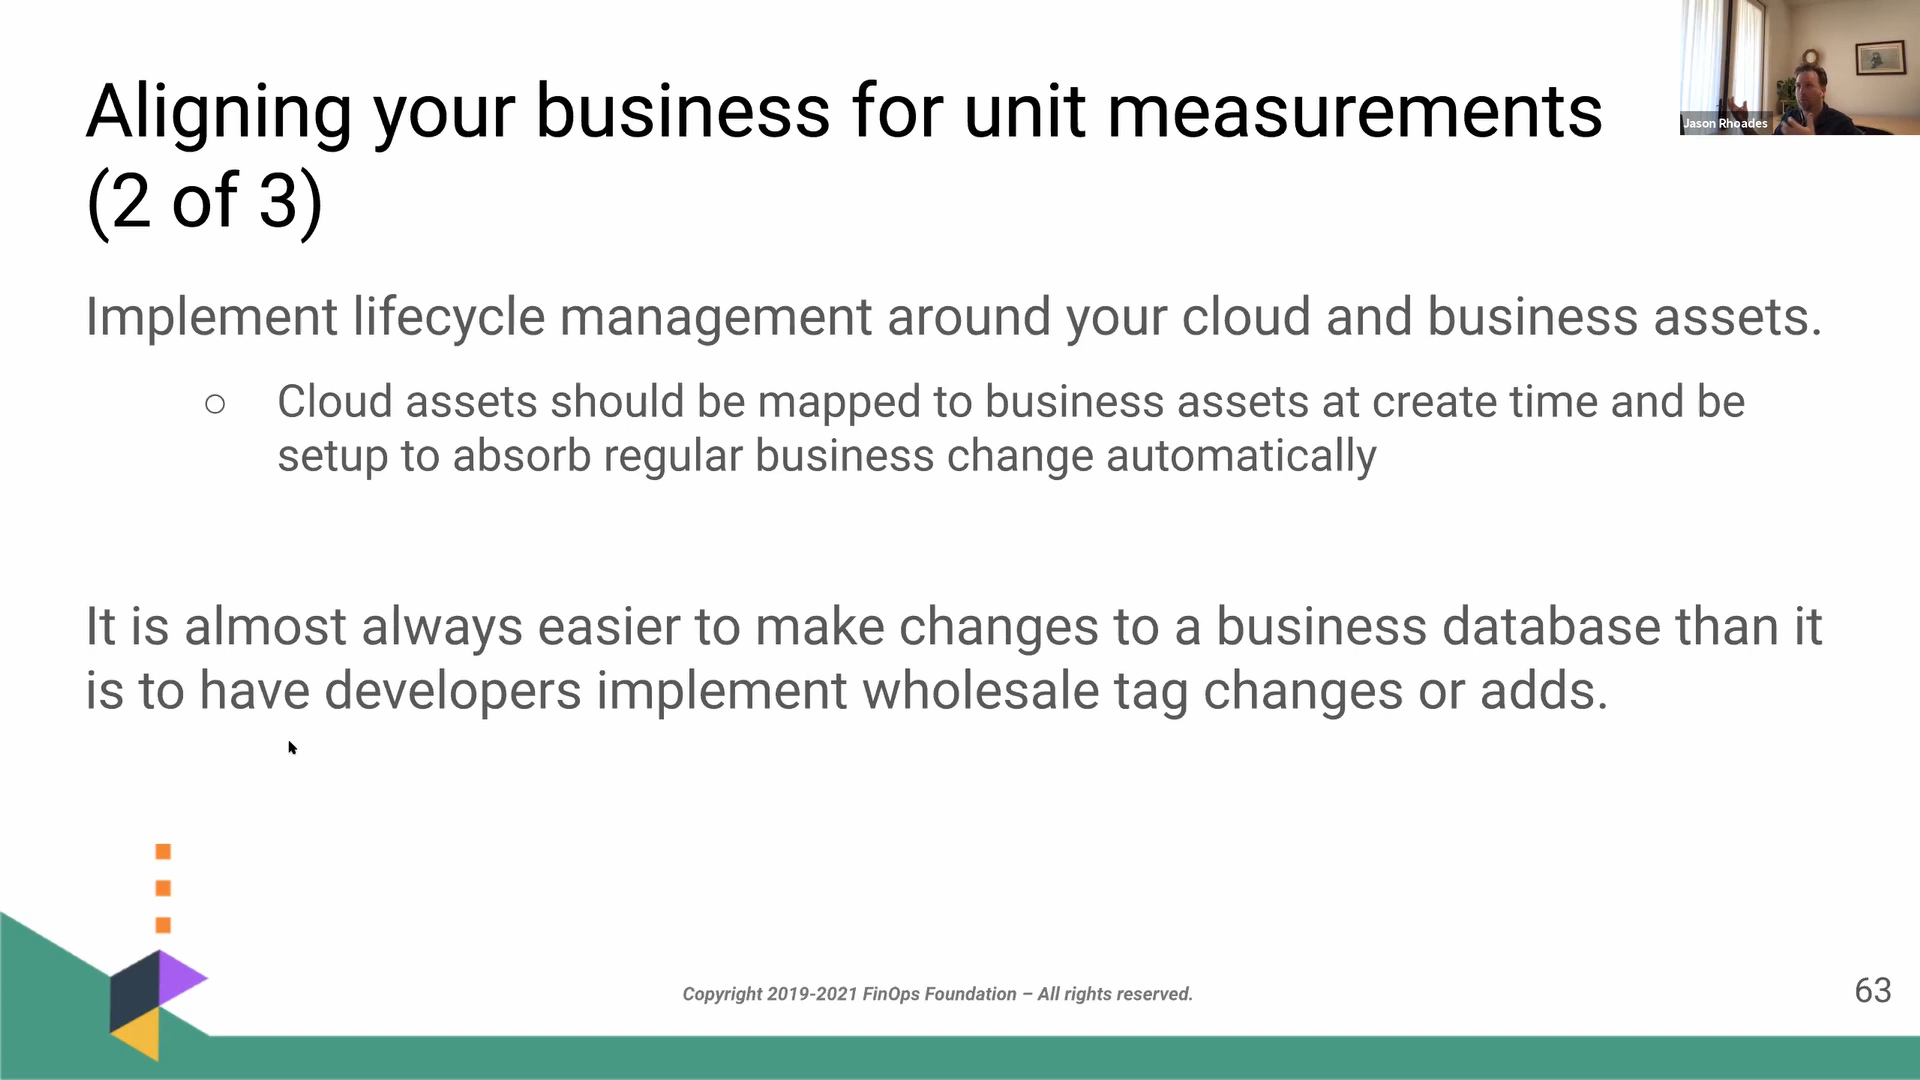 Aligning your business for unit measurements
(2 of 3)
Jason Rhoades
Implement lifecycle management around your cloud and business assets.
○ Cloud assets should be mapped to business assets at create time and be
setup to absorb regular business change automatically
It is almost always easier to make changes to a business database than it
is to have developers implement wholesale tag changes or adds.
Copyright 2019-2021 FinOps Foundation – All rights reserved.
63